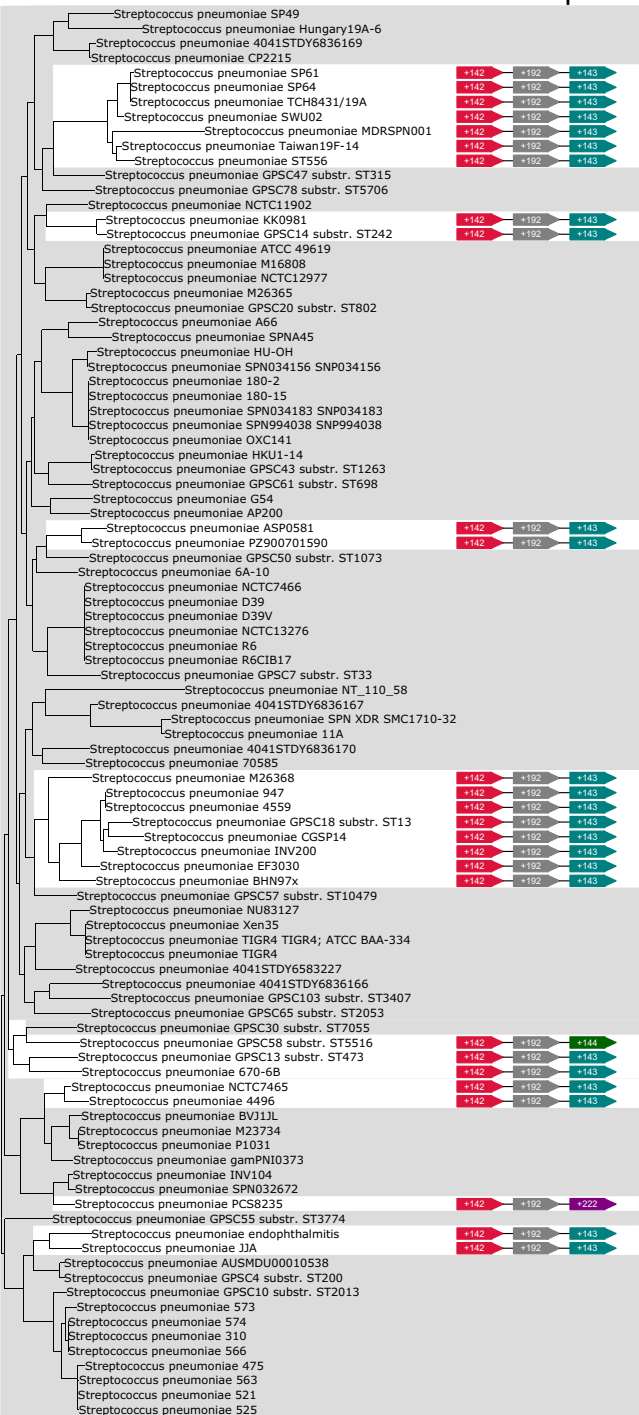 Streptococcus pneumoniae SP49
Streptococcus pneumoniae Hungary19A-6
Streptococcus pneumoniae 4041STDY6836169
Streptococcus pneumoniae CP2215
Streptococcus pneumoniae SP61 +142 +192 +143
Streptococcus pneumoniae SP64 +142 +192 +143
Streptococcus pneumoniae TCH8431/19A +142 +192 +143
Streptococcus pneumoniae SWU02 +142 +192 +143
Streptococcus pneumoniae MDRSPN001 +142 +192 +143
Streptococcus pneumoniae Taiwan19F-14 +142 +192 +143
Streptococcus pneumoniae ST556 +142 +192 +143
Streptococcus pneumoniae GPSC47 substr. ST315
Streptococcus pneumoniae GPSC78 substr. ST5706
Streptococcus pneumoniae NCTC11902
Streptococcus pneumoniae KK0981 +142 +192 +143
Streptococcus pneumoniae GPSC14 substr. ST242 +142 +192 +143
Streptococcus pneumoniae ATCC 49619
Streptococcus pneumoniae M16808
Streptococcus pneumoniae NCTC12977
Streptococcus pneumoniae M26365
Streptococcus pneumoniae GPSC20 substr. ST802
Streptococcus pneumoniae A66
Streptococcus pneumoniae SPNA45
Streptococcus pneumoniae HU-OH
Streptococcus pneumoniae SPN034156 SNP034156
Streptococcus pneumoniae 180-2
Streptococcus pneumoniae 180-15
Streptococcus pneumoniae SPN034183 SNP034183
Streptococcus pneumoniae SPN994038 SNP994038
Streptococcus pneumoniae OXC141
Streptococcus pneumoniae HKU1-14
Streptococcus pneumoniae GPSC43 substr. ST1263
Streptococcus pneumoniae GPSC61 substr. ST698
Streptococcus pneumoniae G54
Streptococcus pneumoniae AP200
Streptococcus pneumoniae ASP0581 +142 +192 +143
Streptococcus pneumoniae PZ900701590 +142 +192 +143
Streptococcus pneumoniae GPSC50 substr. ST1073
Streptococcus pneumoniae 6A-10
Streptococcus pneumoniae NCTC7466
Streptococcus pneumoniae D39
Streptococcus pneumoniae D39V
Streptococcus pneumoniae NCTC13276
Streptococcus pneumoniae R6
Streptococcus pneumoniae R6CIB17
Streptococcus pneumoniae GPSC7 substr. ST33
Streptococcus pneumoniae NT_110_58
Streptococcus pneumoniae 4041STDY6836167
Streptococcus pneumoniae SPN XDR SMC1710-32
Streptococcus pneumoniae 11A
Streptococcus pneumoniae 4041STDY6836170
Streptococcus pneumoniae 70585
Streptococcus pneumoniae M26368 +142 +192 +143
Streptococcus pneumoniae 947 +142 +192 +143
Streptococcus pneumoniae 4559 +142 +192 +143
Streptococcus pneumoniae GPSC18 substr. ST13 +142 +192 +143
Streptococcus pneumoniae CGSP14 +142 +192 +143
Streptococcus pneumoniae INV200 +142 +192 +143
Streptococcus pneumoniae EF3030 +142 +192 +143
Streptococcus pneumoniae BHN97x +142 +192 +143
Streptococcus pneumoniae GPSC57 substr. ST10479
Streptococcus pneumoniae NU83127
Streptococcus pneumoniae Xen35
Streptococcus pneumoniae TIGR4 TIGR4; ATCC BAA-334
Streptococcus pneumoniae TIGR4
Streptococcus pneumoniae 4041STDY6583227
Streptococcus pneumoniae 4041STDY6836166
Streptococcus pneumoniae GPSC103 substr. ST3407
Streptococcus pneumoniae GPSC65 substr. ST2053
Streptococcus pneumoniae GPSC30 substr. ST7055
Streptococcus pneumoniae GPSC58 substr. ST5516 +142 +192 +144
Streptococcus pneumoniae GPSC13 substr. ST473 +142 +192 +143
Streptococcus pneumoniae 670-6B +142 +192 +143
Streptococcus pneumoniae NCTC7465 +142 +192 +143
Streptococcus pneumoniae 4496 +142 +192 +143
Streptococcus pneumoniae BVJ1JL
Streptococcus pneumoniae M23734
Streptococcus pneumoniae P1031
Streptococcus pneumoniae gamPNI0373
Streptococcus pneumoniae INV104
Streptococcus pneumoniae SPN032672
Streptococcus pneumoniae PCS8235 +142 +192 +222
Streptococcus pneumoniae GPSC55 substr. ST3774
Streptococcus pneumoniae endophthalmitis +142 +192 +143
Streptococcus pneumoniae JJA +142 +192 +143
Streptococcus pneumoniae AUSMDU00010538
Streptococcus pneumoniae GPSC4 substr. ST200
Streptococcus pneumoniae GPSC10 substr. ST2013
Streptococcus pneumoniae 573
Streptococcus pneumoniae 574
Streptococcus pneumoniae 310
Streptococcus pneumoniae 566
Streptococcus pneumoniae 475
Streptococcus pneumoniae 563
Streptococcus pneumoniae 521
Streptococcus pneumoniae 525